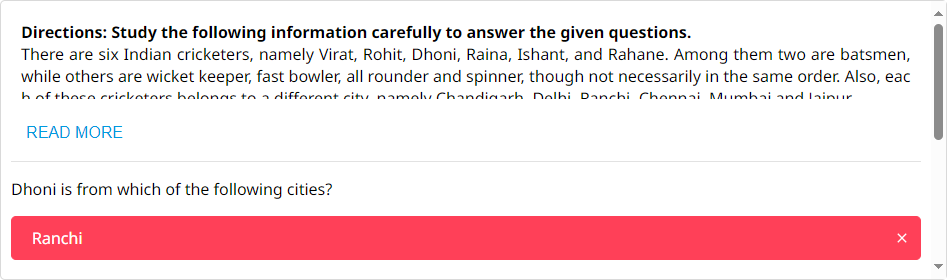 Directions: Study the following information carefully to answer the given questions.
There are six Indian cricketers, namely Virat, Rohit, Dhoni, Raina, Ishant, and Rahane. Among them two are batsmen,
while others are wicket keeper, fast bowler, all rounder and spinner, though not necessarily in the same order. Also, eac
h of these cricketers belongs to a different city, namely Chandigarh, Delhi, Ranchi, Chennai, Mumbai and Jaipur.
READ MORE
Dhoni is from which of the following cities?
Ranchi